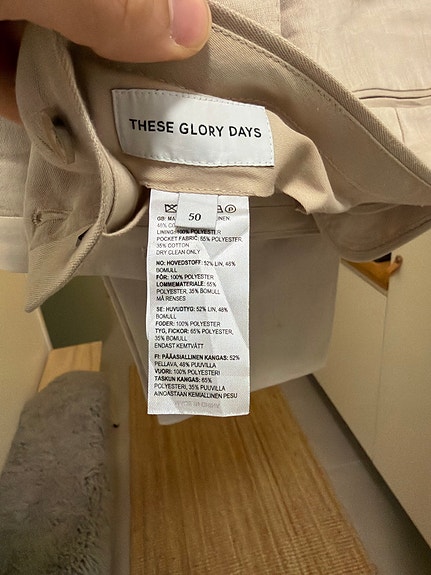 THESE GLORY DAYS
50
GB: MA
48% CO
LINING: 100% POLYESTER
POCKET FABRIC: 65% POLYESTER,
35% COTTON
DRY CLEAN ONLY
NO: HOVEDSTOFF: 52% LIN, 48%
BOMULL
FÔR: 100% POLYESTER
LOMMEMATERIALE: 65%
POLYESTER, 35% BOMULL
MÅ RENSES
SE: HUVUDTYG: 52% LIN, 48%
BOMULL
FODER: 100% POLYESTER
TYG, FICKOR: 65% POLYESTER,
35% BOMULL
ENDAST KEMTVÄTT
FI: PÄÄASIALLINEN KANGAS: 52%
PELLAVA, 48% PUUVILLA
VUORI: 100% POLYESTERI
TASKUN KANGAS: 65%
POLYESTERI, 35% PUUVILLA
AINOASTAAN KEMIALLINEN PESU